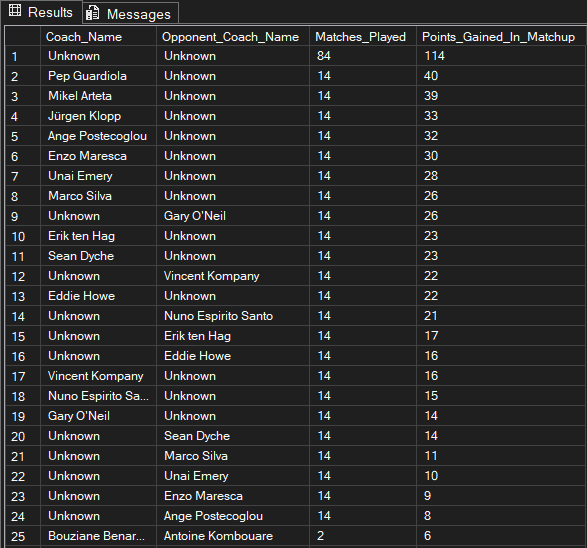 Results Messages
Coach_Name Opponent_Coach_Name Matches_Played Points_Gained_In_Matchup
1 Unknown Unknown 84 114
2 Pep Guardiola Unknown 14 40
3 Mikel Arteta Unknown 14 39
4 Jürgen Klopp Unknown 14 33
5 Ange Postecoglou Unknown 14 32
6 Enzo Maresca Unknown 14 30
7 Unai Emery Unknown 14 28
8 Marco Silva Unknown 14 26
9 Unknown Gary O'Neil 14 26
10 Erik ten Hag Unknown 14 23
11 Sean Dyche Unknown 14 23
12 Unknown Vincent Kompany 14 22
13 Eddie Howe Unknown 14 22
14 Unknown Nuno Espirito Santo 14 21
15 Unknown Erik ten Hag 14 17
16 Unknown Eddie Howe 14 16
17 Vincent Kompany Unknown 14 16
18 Nuno Espirito Sa... Unknown 14 15
19 Gary O'Neil Unknown 14 14
20 Unknown Sean Dyche 14 14
21 Unknown Marco Silva 14 11
22 Unknown Unai Emery 14 10
23 Unknown Enzo Maresca 14 9
24 Unknown Ange Postecoglou 14 8
25 Bouziane Benar... Antoine Kombouare 2 6